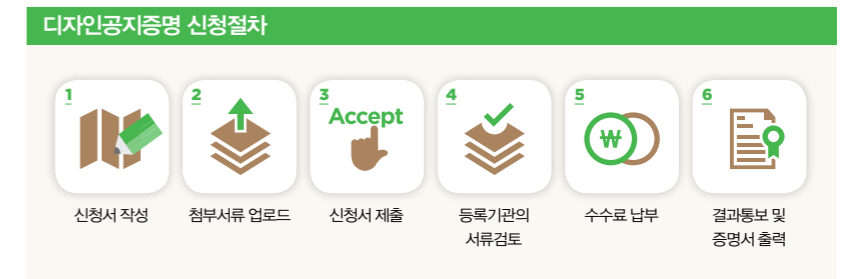 디자인공지증명 신청절차
1
신청서 작성
2
첨부서류 업로드
3
Accept
신청서 제출
4
등록기관의
서류검토
5
₩
수수료 납부
6
결과통보 및
증명서 출력